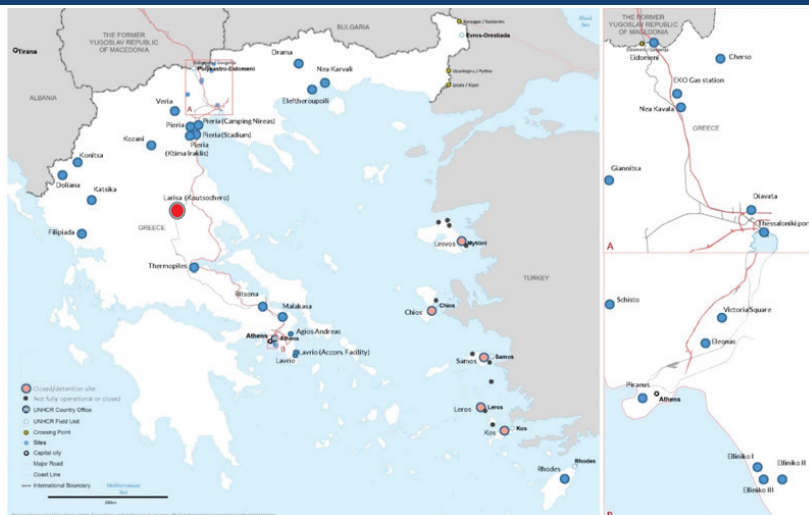 BULGARIA
Black
Sea
Tirana
THE FORMER
YUGOSLAV REPUBLIC
OF MACEDONIA
Evros-Orestiada
Drama
Nea Karvali
Eleftheroupoili
ALBANIA
A
Veria
Pieria
Pieria (Camping Nireas)
Pieria (Stadium)
Pieria
(Ktima Iraklis)
Kozani
Konitsa
Doliana
Katsika
Larisa (Koutsochero)
GREECE
Filipiada
Thermopiles
Lesvos
Mytilini
TURKEY
Ritsona
Malakasa
Chios
Chios
Agios Andreas
Athens
Athens
B
Lavrio (Accom. Facility)
Lavrio
Samos
Samos
Leros
Leros
Kos
Kos
Rhodes
Rhodes
Closed/detention site
Not fully operational or closed
UNHCR Country Office
UNHCR Field Unit
Crossing Point
Sites
Capital city
Major Road
Coast Line
International Boundary
Mediterranean
Sea
THE FORMER
YUGOSLAV REPUBLIC
OF MACEDONIA
Eidomeni
Cherso
EKO Gas station
Nea Kavala
GREECE
Giannitsa
Diavata
Thessaloniki port
A
Schisto
Victoria Square
Eleonas
Piraeus
Athens
Elliniko I
Elliniko II
Elliniko III
B